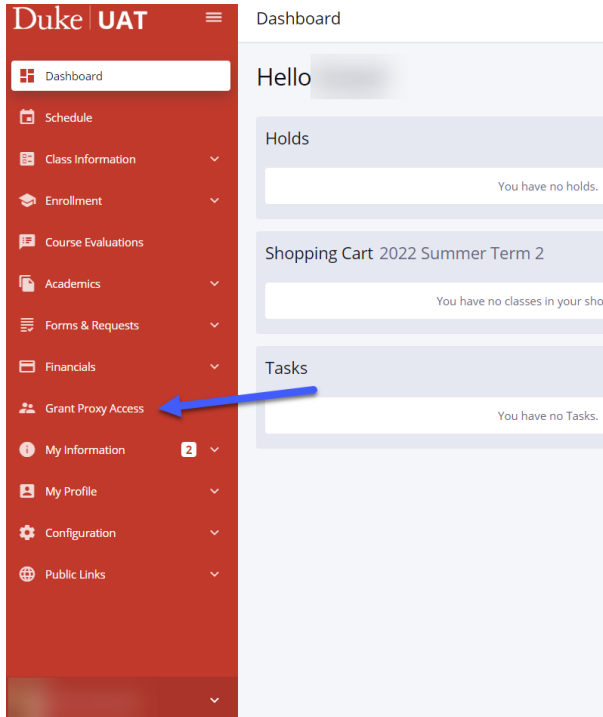 Duke UAT
Dashboard
Schedule
Class Information
Enrollment
Course Evaluations
Academics
Forms & Requests
Financials
Grant Proxy Access
My Information 2
My Profile
Configuration
Public Links
Dashboard
Hello
Holds
You have no holds.
Shopping Cart 2022 Summer Term 2
You have no classes in your sho
Tasks
You have no Tasks.